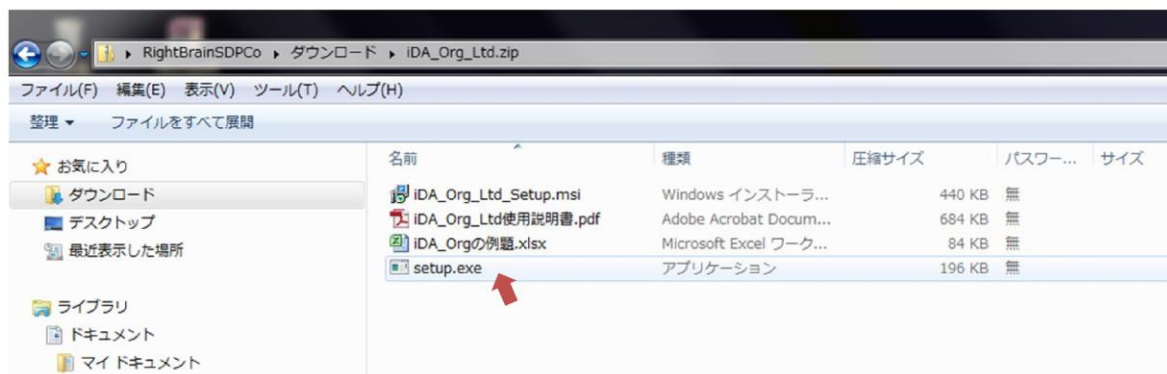 RightBrainSDPCo ▸ ダウンロード ▸ iDA_Org_Ltd.zip
ファイル(F) 編集(E) 表示(V) ツール(T) ヘルプ(H)
整理 ファイルをすべて展開
お気に入り
ダウンロード
デスクトップ
最近表示した場所
ライブラリ
ドキュメント
マイ ドキュメント
名前 種類 圧縮サイズ パスワー... サイズ
iDA_Org_Ltd_Setup.msi Windows インストーラ... 440 KB 無
iDA_Org_Ltd使用説明書.pdf Adobe Acrobat Docum... 684 KB 無
iDA_Orgの例題.xlsx Microsoft Excel ワーク... 84 KB 無
setup.exe アプリケーション 196 KB 無